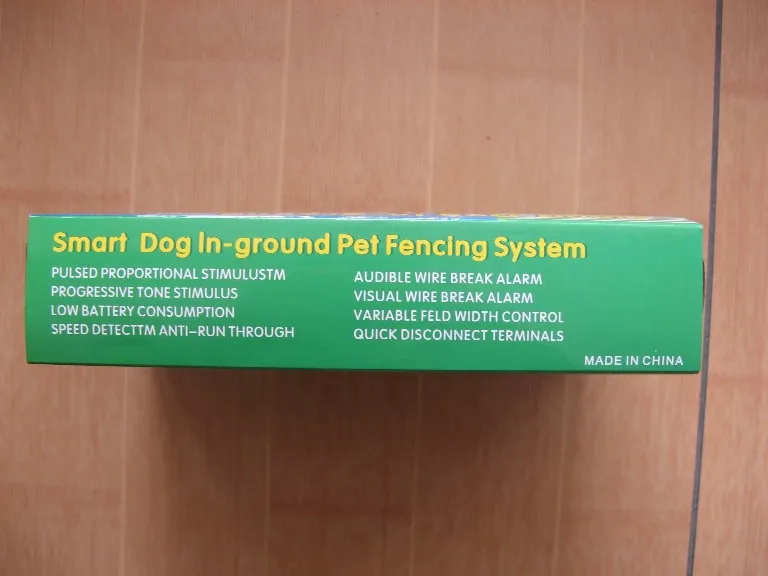 Smart Dog In-ground Pet Fencing System
PULSED PROPORTIONAL STIMULUSTM
PROGRESSIVE TONE STIMULUS
LOW BATTERY CONSUMPTION
SPEED DETECTTM ANTI-RUN THROUGH
AUDIBLE WIRE BREAK ALARM
VISUAL WIRE BREAK ALARM
VARIABLE FELD WIDTH CONTROL
QUICK DISCONNECT TERMINALS
MADE IN CHINA